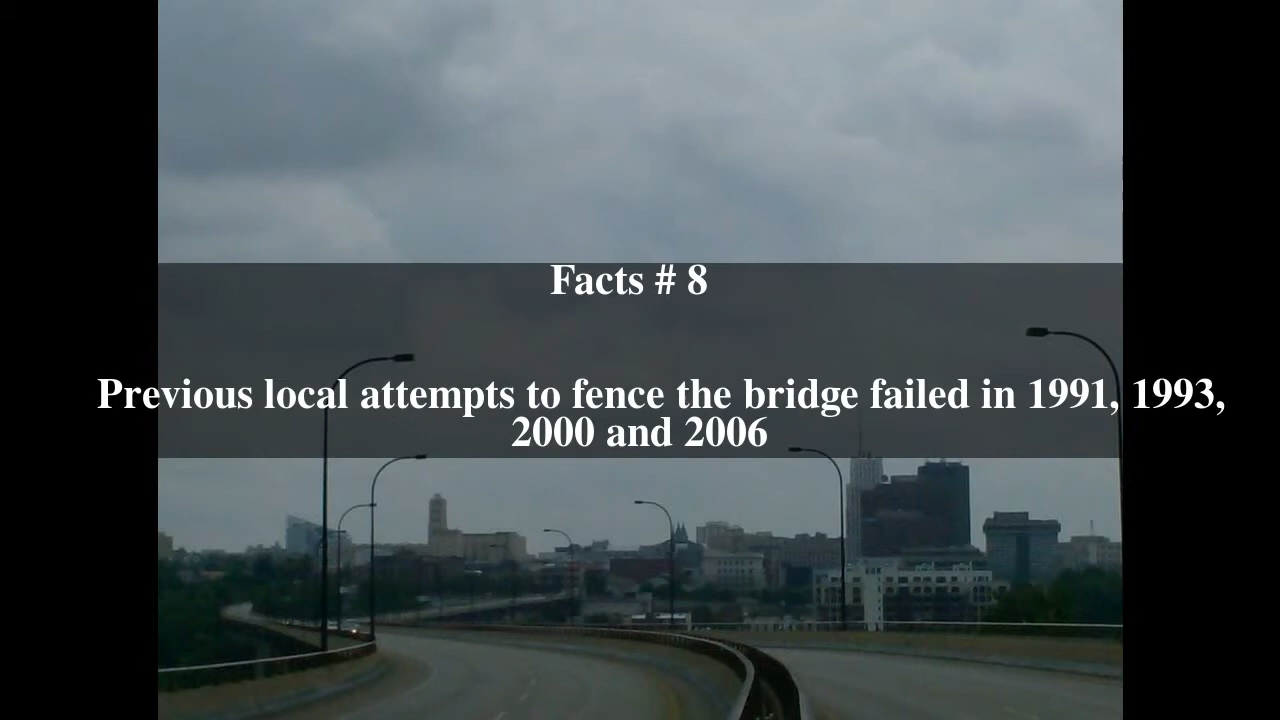 Facts # 8
Previous local attempts to fence the bridge failed in 1991, 1993,
2000 and 2006